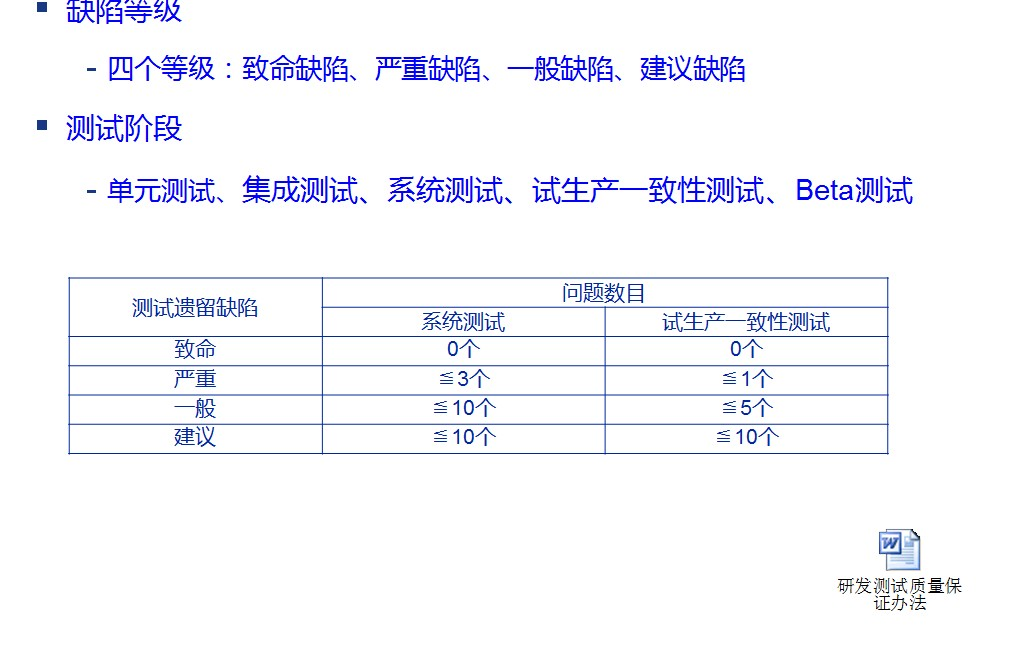 缺陷等级
- 四个等级：致命缺陷、严重缺陷、一般缺陷、建议缺陷
测试阶段
- 单元测试、集成测试、系统测试、试生产一致性测试、Beta测试
测试遗留缺陷 问题数目
系统测试 试生产一致性测试
致命 0个 0个
严重 ≦3个 ≦1个
一般 ≦10个 ≦5个
建议 ≦10个 ≦10个
研发测试质量保
证办法